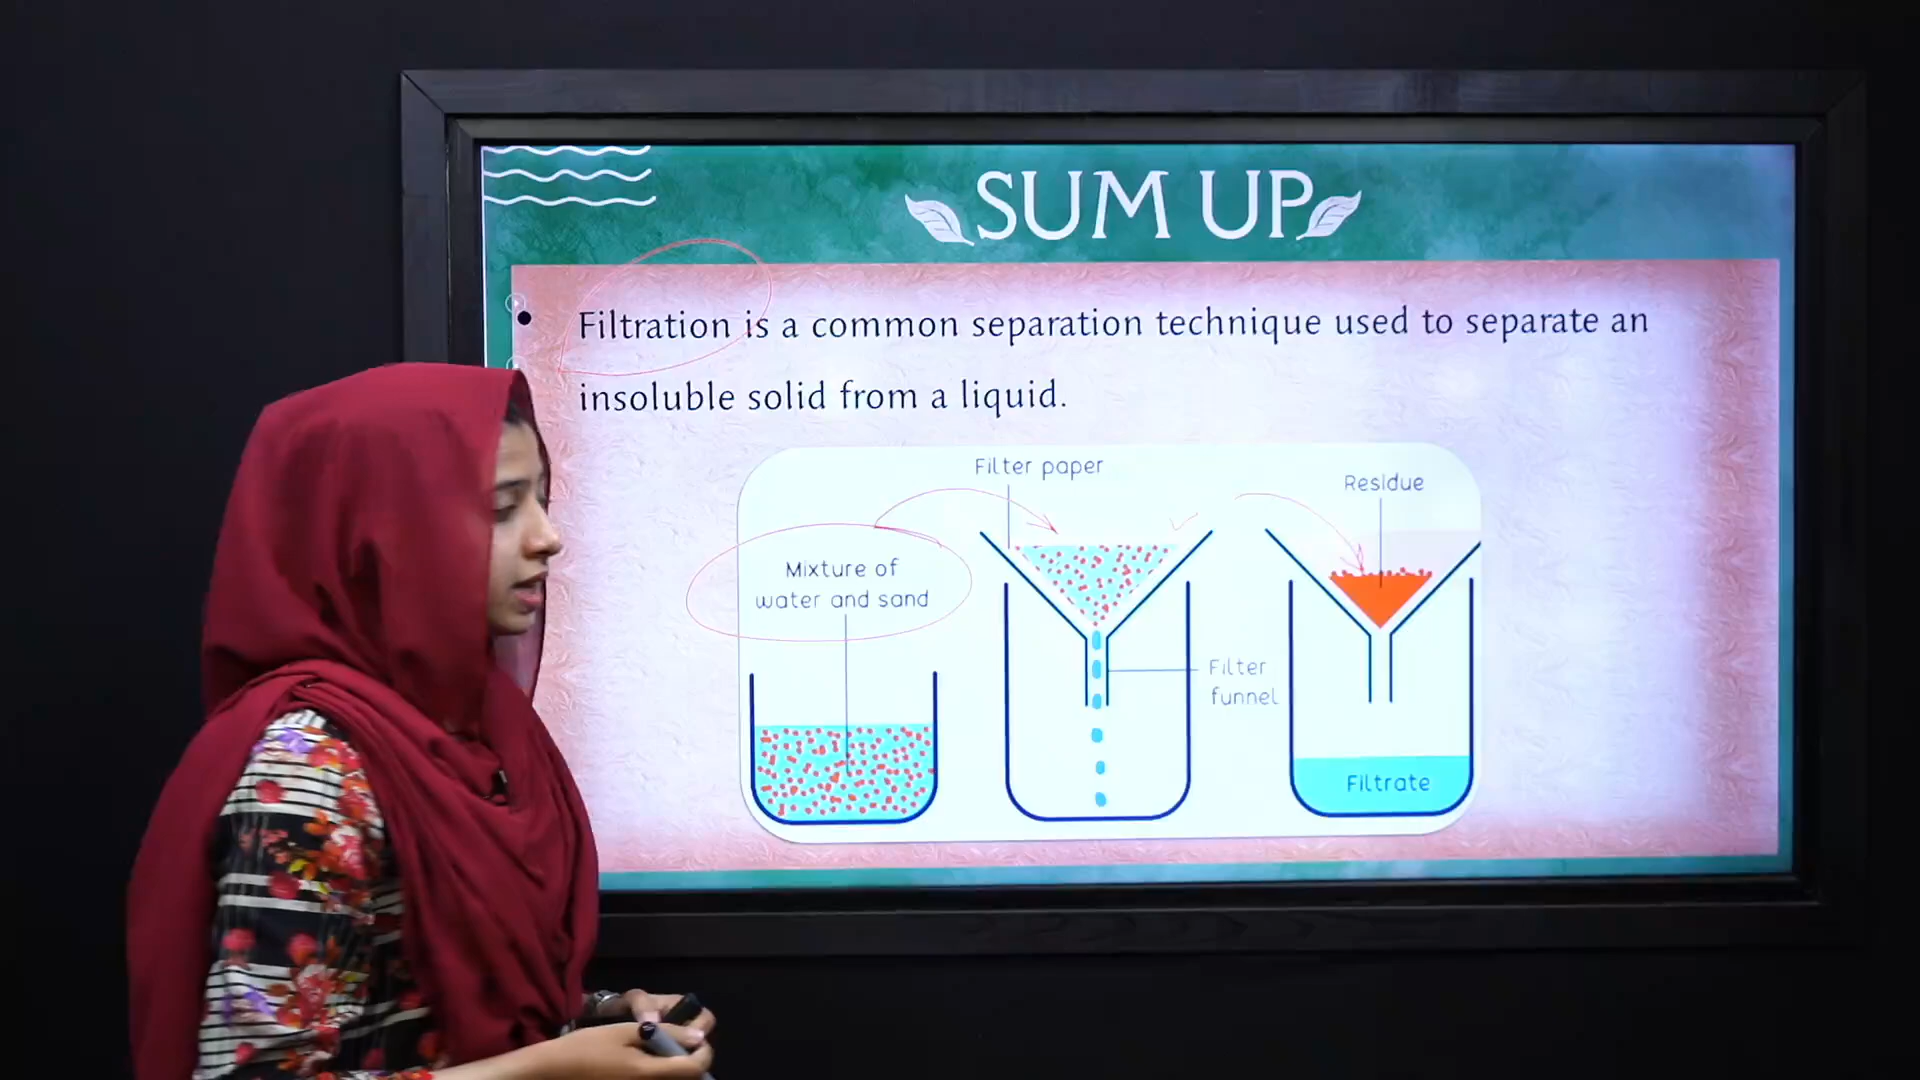 SUM UP
• Filtration is a common separation technique used to separate an
insoluble solid from a liquid.
Filter paper
Residue
Mixture of
water and sand
Filter
funnel
Filtrate